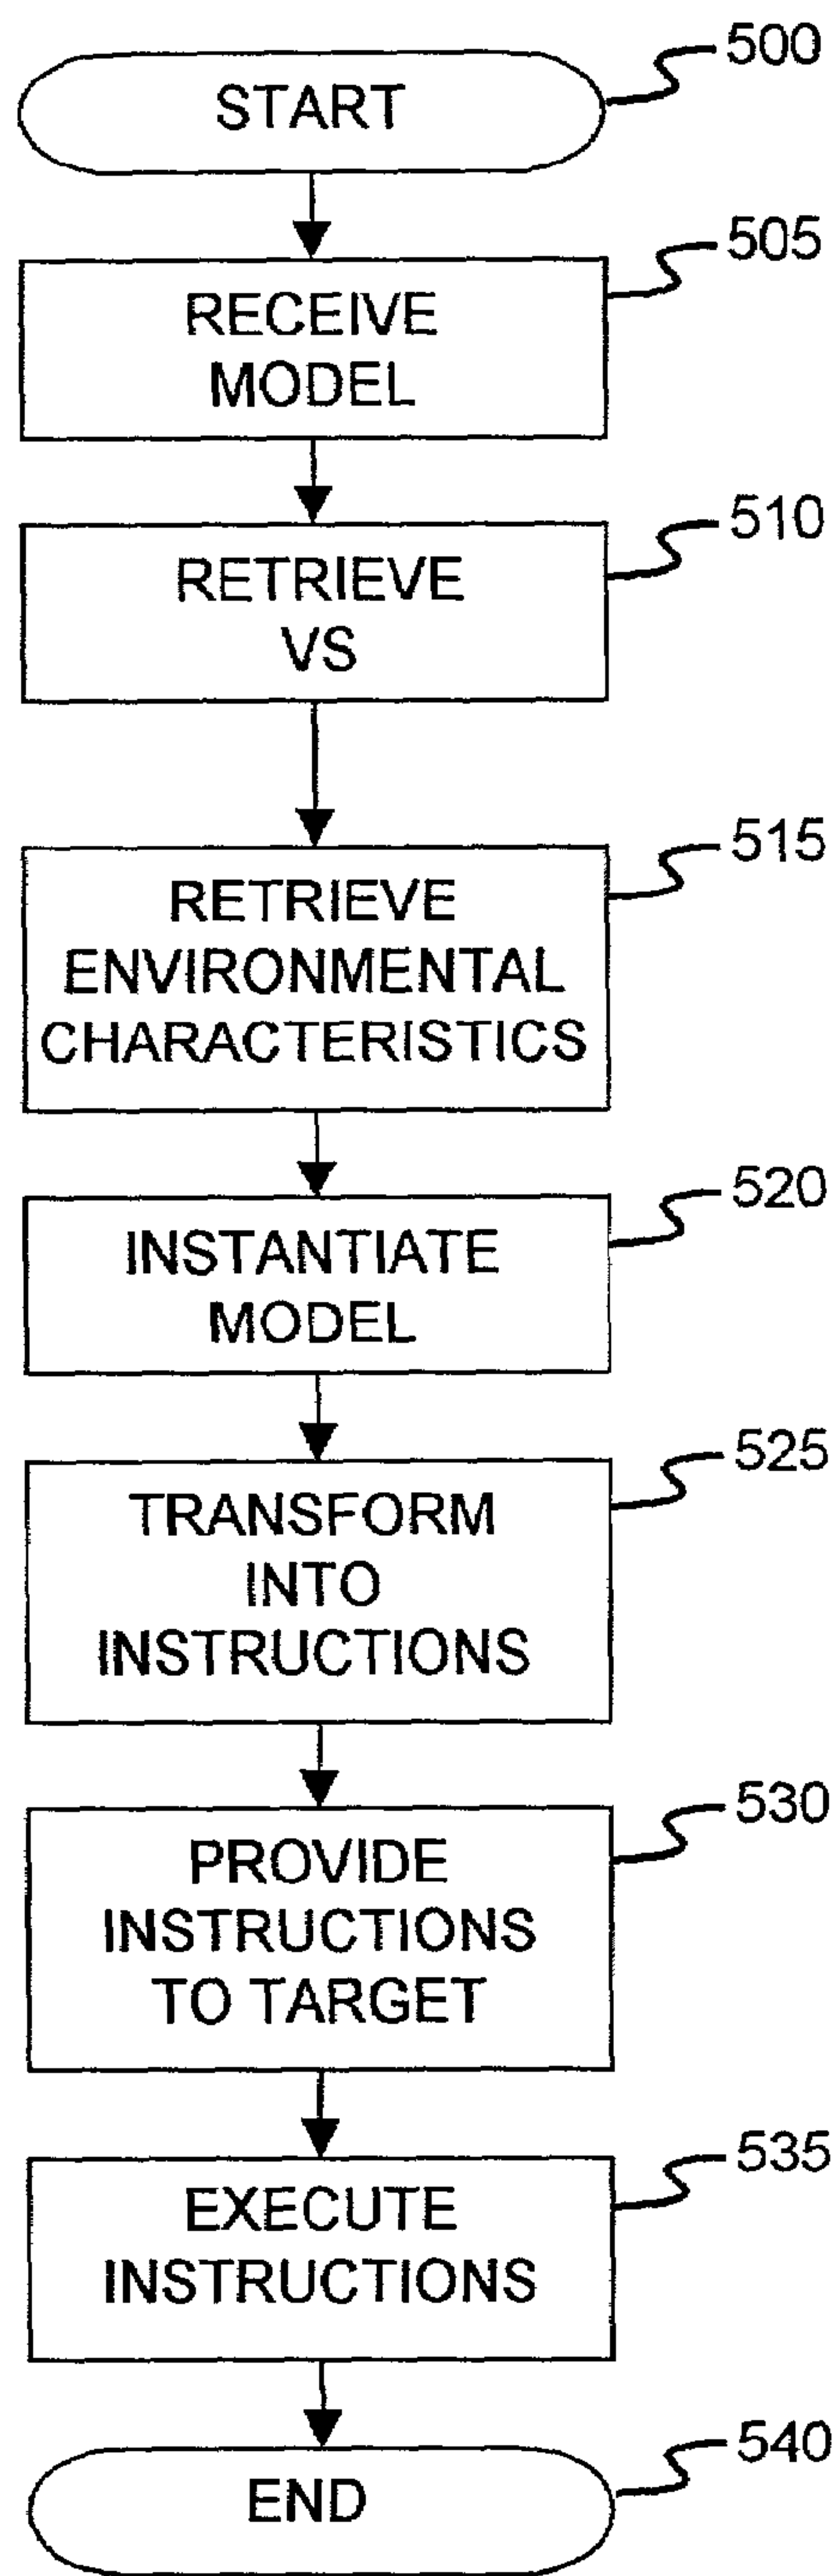 500
START
505
RECEIVE
MODEL
510
RETRIEVE
VS
515
RETRIEVE
ENVIRONMENTAL
CHARACTERISTICS
520
INSTANTIATE
MODEL
525
TRANSFORM
INTO
INSTRUCTIONS
530
PROVIDE
INSTRUCTIONS
TO TARGET
535
EXECUTE
INSTRUCTIONS
540
END